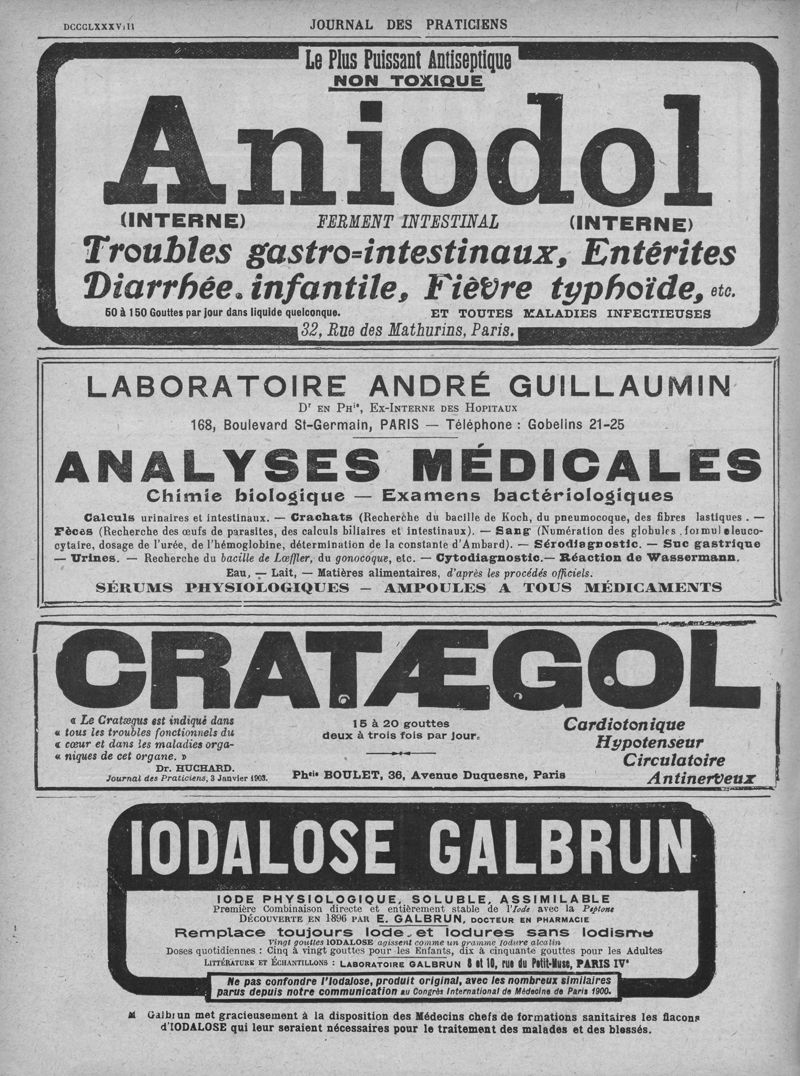 DCCCLXXXVIII
JOURNAL DES PRATICIENS
Le Plus Puissant Antiseptique
NON TOXIQUE
Aniodol
(INTERNE) FERMENT INTESTINAL (INTERNE)
Troubles gastro=intestinaux, Entérites
Diarrhée infantile, Fièvre typhoïde, etc.
50 à 150 Gouttes par jour dans liquide quelconque. ET TOUTES MALADIES INFECTIEUSES
32, Rue des Mathurins, Paris.
LABORATOIRE ANDRÉ GUILLAUMIN
Dr EN Phie, EX-INTERNE DES HOPITAUX
168, Boulevard St-Germain, PARIS — Téléphone : Gobelins 21-25
ANALYSES MÉDICALES
Chimie biologique — Examens bactériologiques
Calculs urinaires et intestinaux. — Crachats (Recherche du bacille de Koch, du pneumocoque, des fibres lastiques. —
Fèces (Recherche des œufs de parasites, des calculs biliaires et intestinaux). — Sang (Numération des globules, formule leuco-
cytaire, dosage de l'urée, de l'hémoglobine, détermination de la constante d'Ambard). — Sérodiagnostic. — Suc gastrique
— Urines. — Recherche du bacille de Lœffler, du gonocoque, etc. — Cytodiagnostic. — Réaction de Wassermann.
Eau, — Lait, — Matières alimentaires, d'après les procédés officiels.
SÉRUMS PHYSIOLOGIQUES — AMPOULES A TOUS MÉDICAMENTS
CRATÆGOL
« Le Cratægus est indiqué dans
« tous les troubles fonctionnels du
« cœur et dans les maladies orga-
« niques de cet organe. »
Dr. HUCHARD.
Journal des Praticiens, 3 Janvier 1903.
15 à 20 gouttes
deux à trois fois par jour.
Phcie BOULET, 36, Avenue Duquesne, Paris
Cardiotonique
Hypotenseur
Circulatoire
Antinerveux
IODALOSE GALBRUN
IODE PHYSIOLOGIQUE, SOLUBLE, ASSIMILABLE
Première Combinaison directe et entièrement stable de l'Iode avec la Peptone
DÉCOUVERTE EN 1896 PAR E. GALBRUN, DOCTEUR EN PHARMACIE
Remplace toujours Iode et Iodures sans Iodisme
Vingt gouttes IODALOSE agissent comme un gramme Iodure alcalin
Doses quotidiennes : Cinq à vingt gouttes pour les Enfants, dix à cinquante gouttes pour les Adultes
LITTÉRATURE ET ÉCHANTILLONS : LABORATOIRE GALBRUN 8 et 10, rue du Petit-Musc, PARIS IVe
Ne pas confondre l'Iodalose, produit original, avec les nombreux similaires
parus depuis notre communication au Congrès International de Médecine de Paris 1900.
M Galbrun met gracieusement à la disposition des Médecins chefs de formations sanitaires les flacons
d'IODALOSE qui leur seraient nécessaires pour le traitement des malades et des blessés.